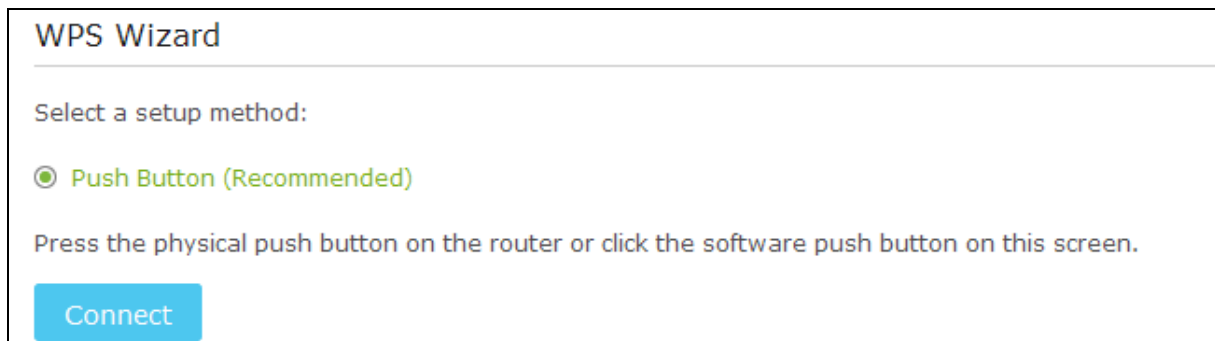 WPS Wizard
Select a setup method:
Push Button (Recommended)
Press the physical push button on the router or click the software push button on this screen.
Connect